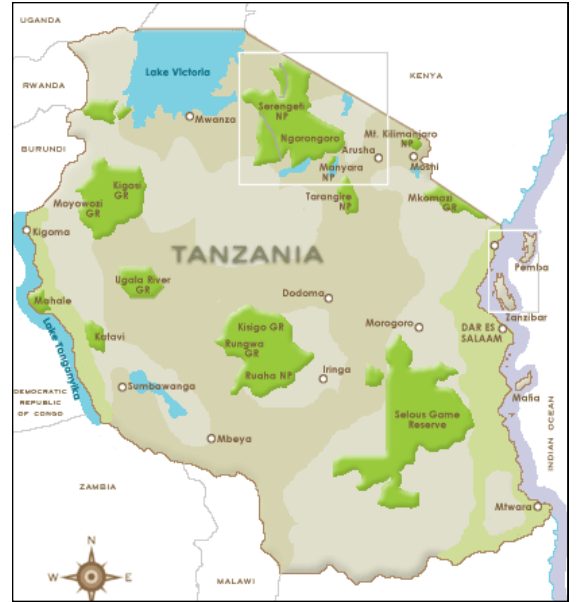 UGANDA
Lake Victoria
KENYA
RWANDA
Serengeti
NP
Mwanza
Ngorongoro
Mt. Kilimanjaro
NP
Arusha
BURUNDI
Moshi
Manyara
NP
Kigosi
GR
Moyowozi
GR
Tarangire
NP
Mkomazi
GR
Kigoma
TANZANIA
Pemba
Ugala River
GR
Dodoma
Mahale
Zanzibar
Kisigo GR
Morogoro
DAR ES
SALAAM
Katavi
Rungwa
GR
Lake Tanganyika
Ruaha NP
Iringa
Sumbawanga
DEMOCRATIC
REPUBLIC
OF CONGO
Mafia
Selous Game
Reserve
INDIAN OCEAN
Mbeya
ZAMBIA
Mtwara
N
W
E
S
MALAWI